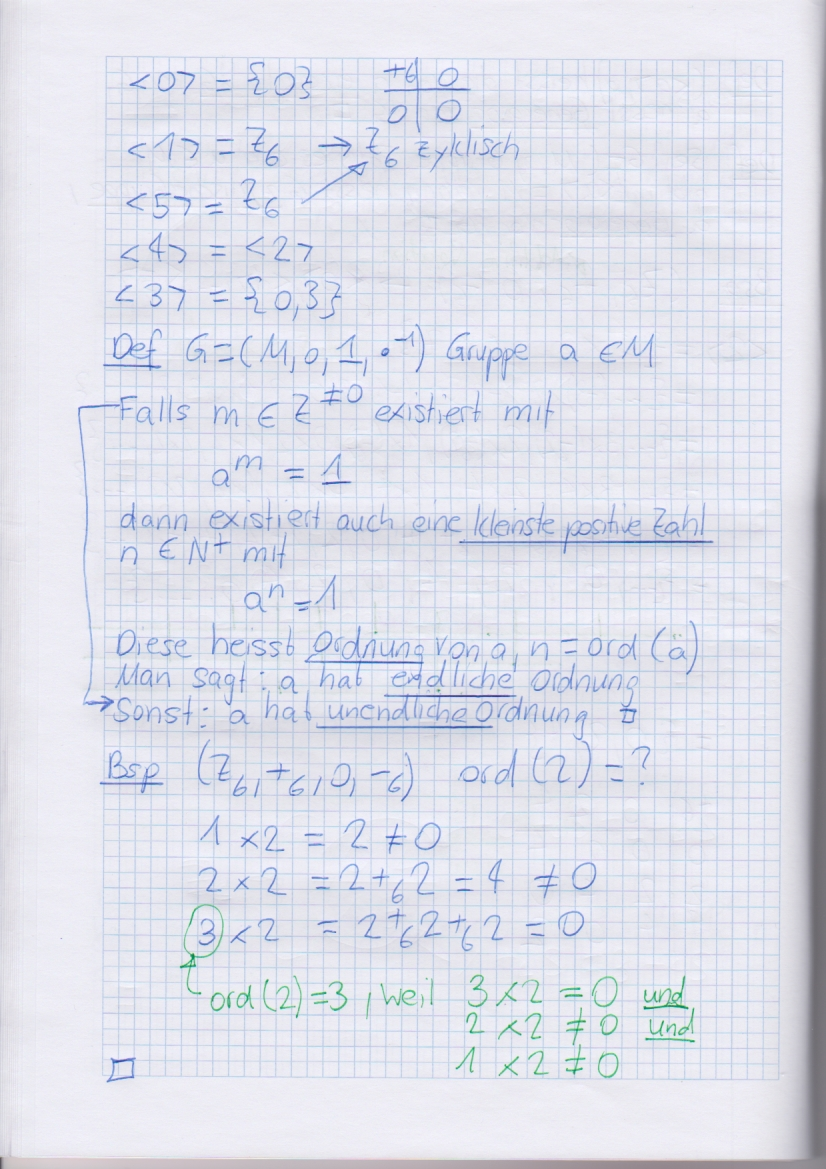 <0> = {0} +6 | 0
0 | 0
<1> = Z₆ → Z₆ zyklisch
<5> = Z₆
<4> = <2>
<3> = {0,3}
Def G=(M, ∘, 1, •⁻¹) Gruppe a ∈ M
Falls m ∈ Z^≠0 existiert mit
aᵐ = 1
dann existiert auch eine kleinste positive Zahl
n ∈ N⁺ mit
aⁿ = 1
Diese heisst Ordnung von a, n = ord (ä)
Man sagt: a hat endliche Ordnung
Sonst: a hat unendliche Ordnung □
Bsp (Z₆, +₆, 0, -₆) ord (2) = ?
1 × 2 = 2 ≠ 0
2 × 2 = 2 +₆ 2 = 4 ≠ 0
3 × 2 = 2 +₆ 2 +₆ 2 = 0
ord (2) = 3, weil 3 × 2 = 0 und
2 × 2 ≠ 0 und
1 × 2 ≠ 0
□